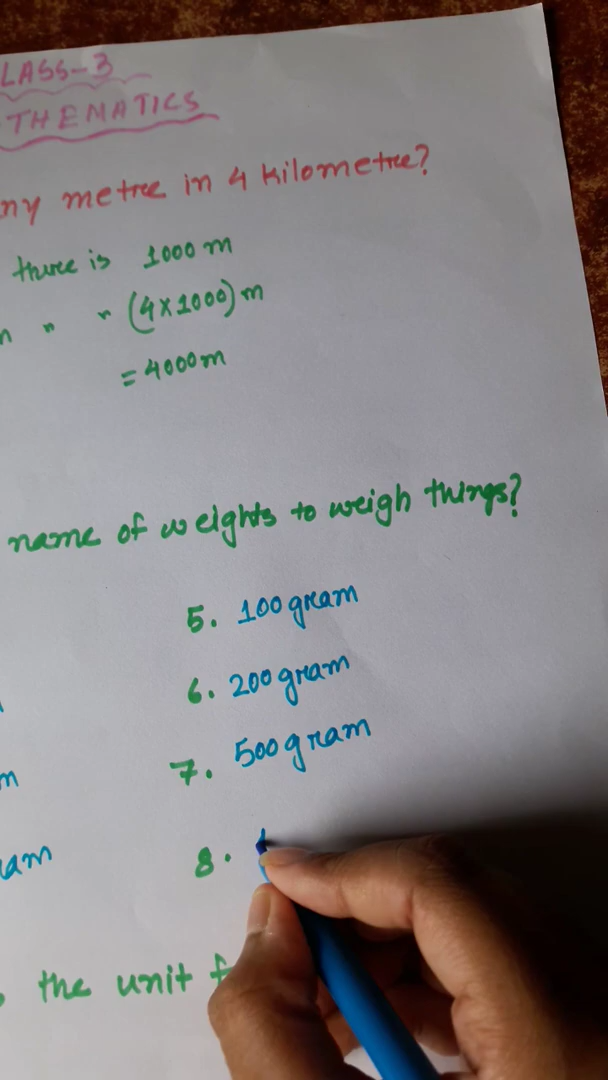 LASS-3
THEMATICS
ny metre in 4 kilometre?
there is 1000 m
n " " (4x1000) m
= 4000m
name of weights to weigh things?
5. 100 gram
6. 200 gram
m
7. 500 gram
am
8.
the unit